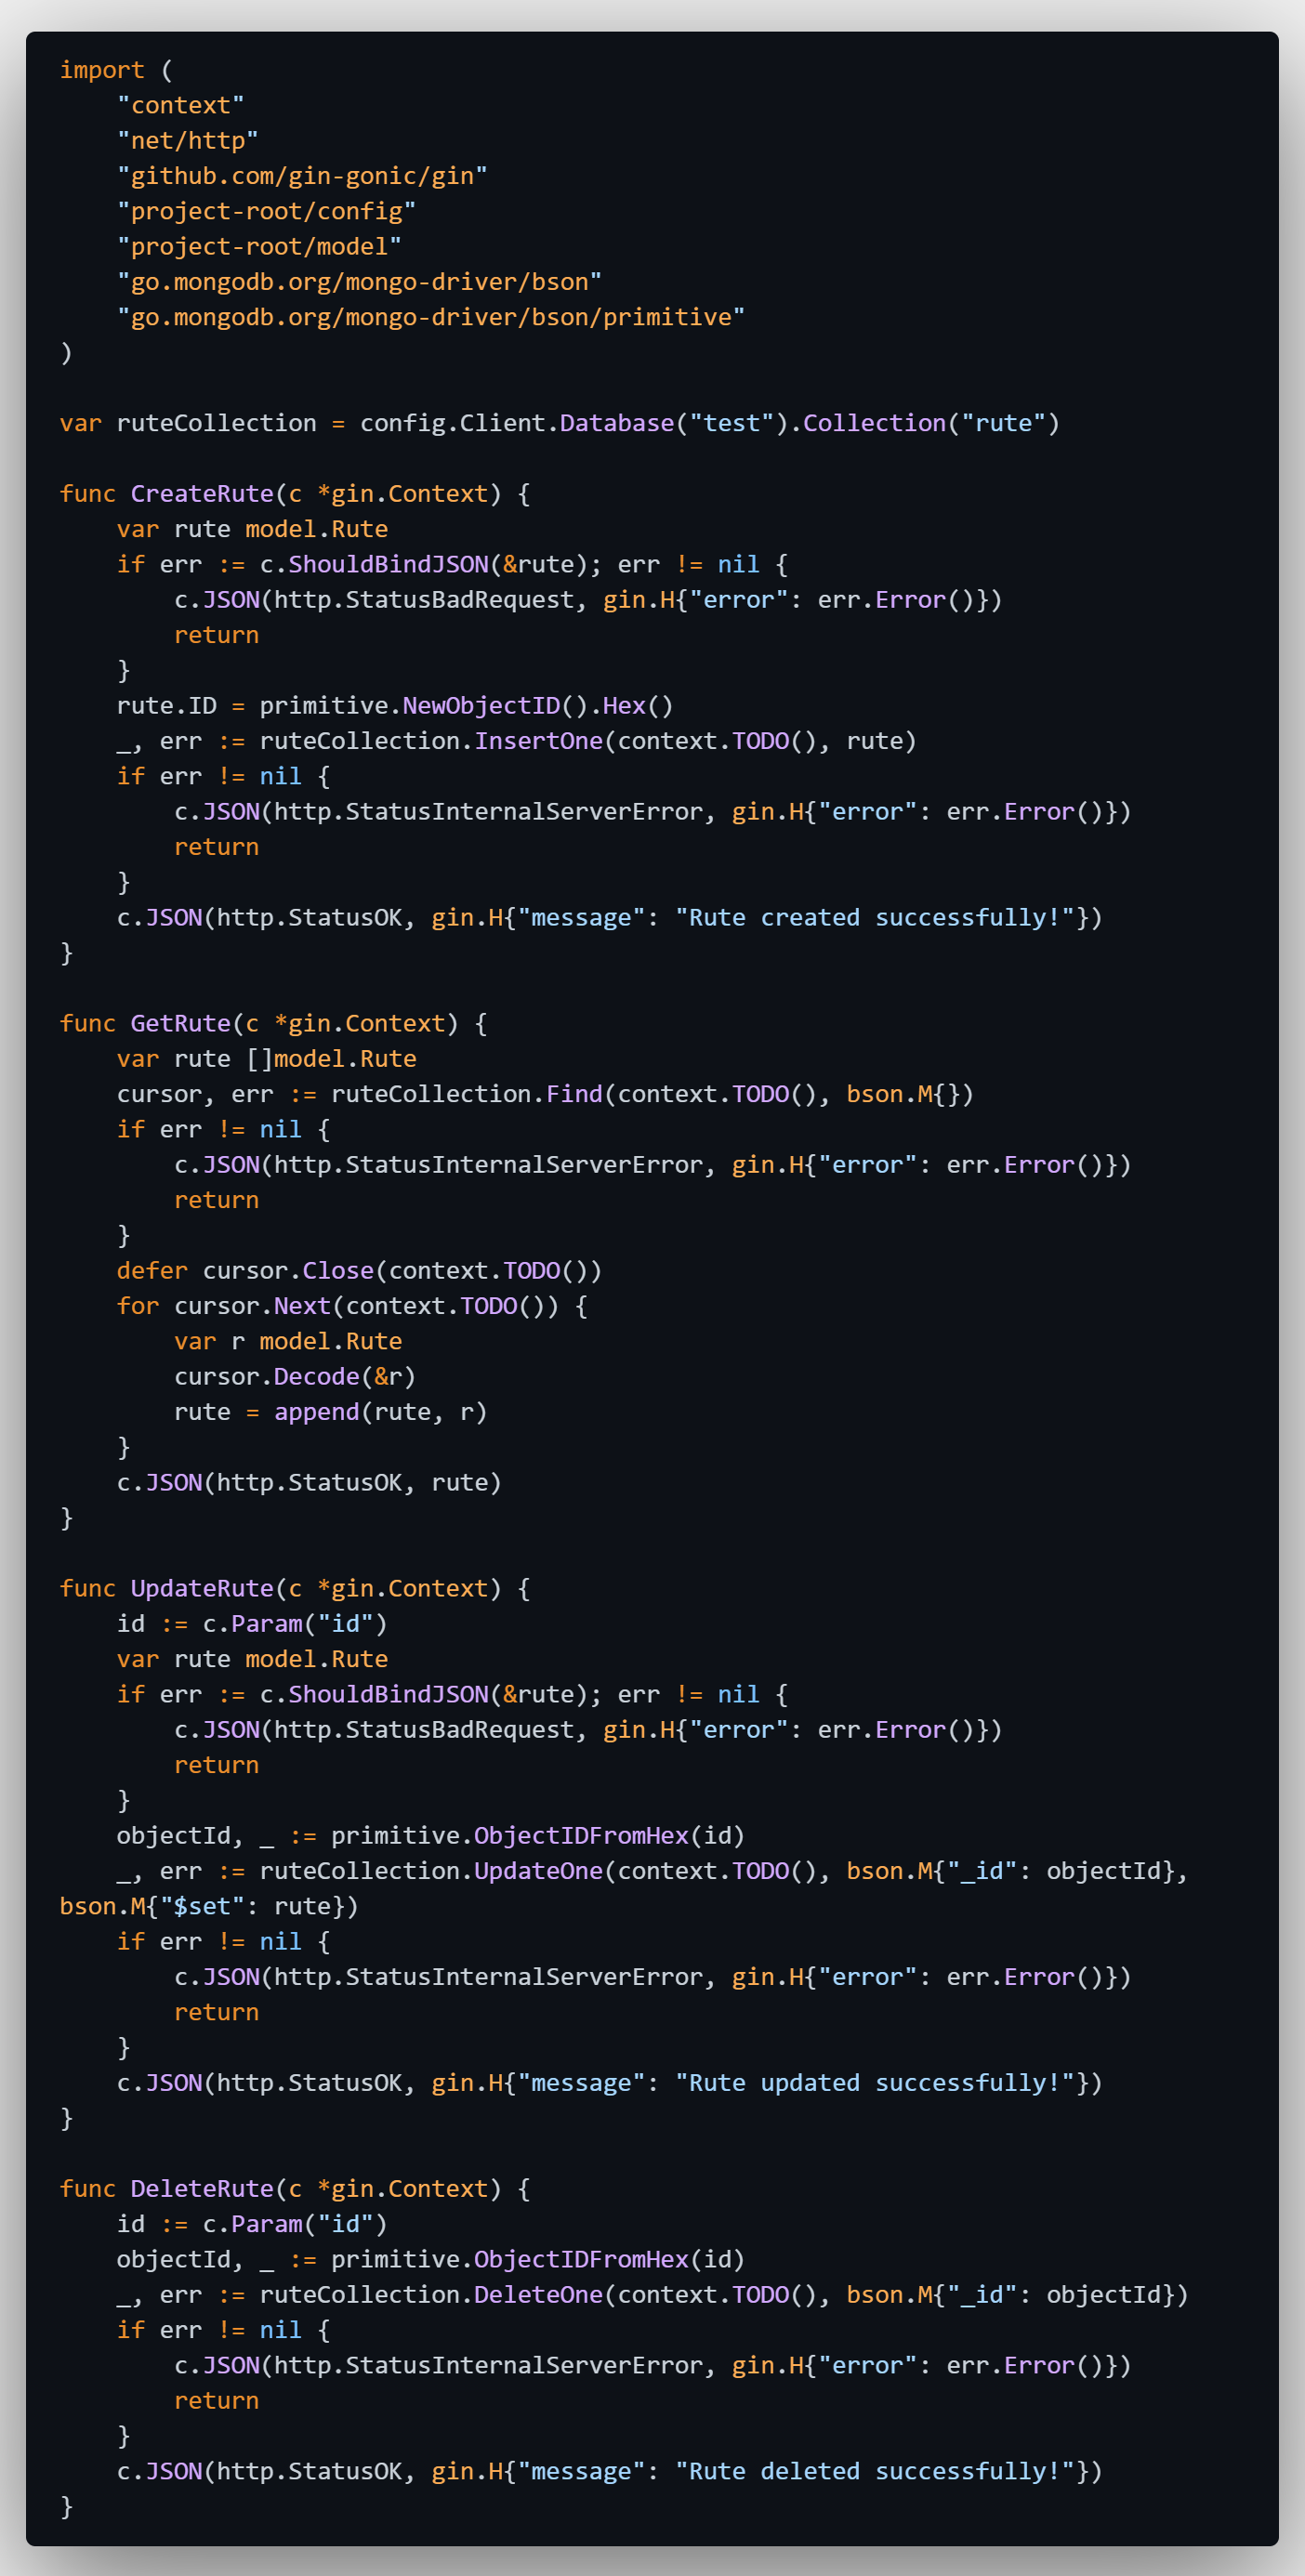 import (
    "context"
    "net/http"
    "github.com/gin-gonic/gin"
    "project-root/config"
    "project-root/model"
    "go.mongodb.org/mongo-driver/bson"
    "go.mongodb.org/mongo-driver/bson/primitive"
)

var ruteCollection = config.Client.Database("test").Collection("rute")

func CreateRute(c *gin.Context) {
    var rute model.Rute
    if err := c.ShouldBindJSON(&rute); err != nil {
        c.JSON(http.StatusBadRequest, gin.H{"error": err.Error()})
        return
    }
    rute.ID = primitive.NewObjectID().Hex()
    _, err := ruteCollection.InsertOne(context.TODO(), rute)
    if err != nil {
        c.JSON(http.StatusInternalServerError, gin.H{"error": err.Error()})
        return
    }
    c.JSON(http.StatusOK, gin.H{"message": "Rute created successfully!"})
}

func GetRute(c *gin.Context) {
    var rute []model.Rute
    cursor, err := ruteCollection.Find(context.TODO(), bson.M{})
    if err != nil {
        c.JSON(http.StatusInternalServerError, gin.H{"error": err.Error()})
        return
    }
    defer cursor.Close(context.TODO())
    for cursor.Next(context.TODO()) {
        var r model.Rute
        cursor.Decode(&r)
        rute = append(rute, r)
    }
    c.JSON(http.StatusOK, rute)
}

func UpdateRute(c *gin.Context) {
    id := c.Param("id")
    var rute model.Rute
    if err := c.ShouldBindJSON(&rute); err != nil {
        c.JSON(http.StatusBadRequest, gin.H{"error": err.Error()})
        return
    }
    objectId, _ := primitive.ObjectIDFromHex(id)
    _, err := ruteCollection.UpdateOne(context.TODO(), bson.M{"_id": objectId},
bson.M{"$set": rute})
    if err != nil {
        c.JSON(http.StatusInternalServerError, gin.H{"error": err.Error()})
        return
    }
    c.JSON(http.StatusOK, gin.H{"message": "Rute updated successfully!"})
}

func DeleteRute(c *gin.Context) {
    id := c.Param("id")
    objectId, _ := primitive.ObjectIDFromHex(id)
    _, err := ruteCollection.DeleteOne(context.TODO(), bson.M{"_id": objectId})
    if err != nil {
        c.JSON(http.StatusInternalServerError, gin.H{"error": err.Error()})
        return
    }
    c.JSON(http.StatusOK, gin.H{"message": "Rute deleted successfully!"})
}